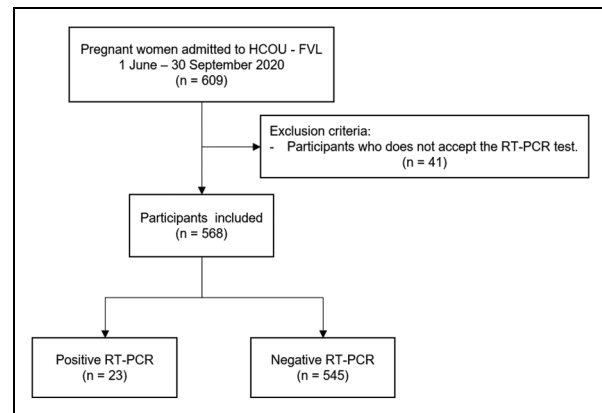 Pregnant women admitted to HCOU - FVL
1 June – 30 September 2020
(n = 609)
Exclusion criteria:
- Participants who does not accept the RT-PCR test.
(n = 41)
Participants included
(n = 568)
Positive RT-PCR
(n = 23)
Negative RT-PCR
(n = 545)